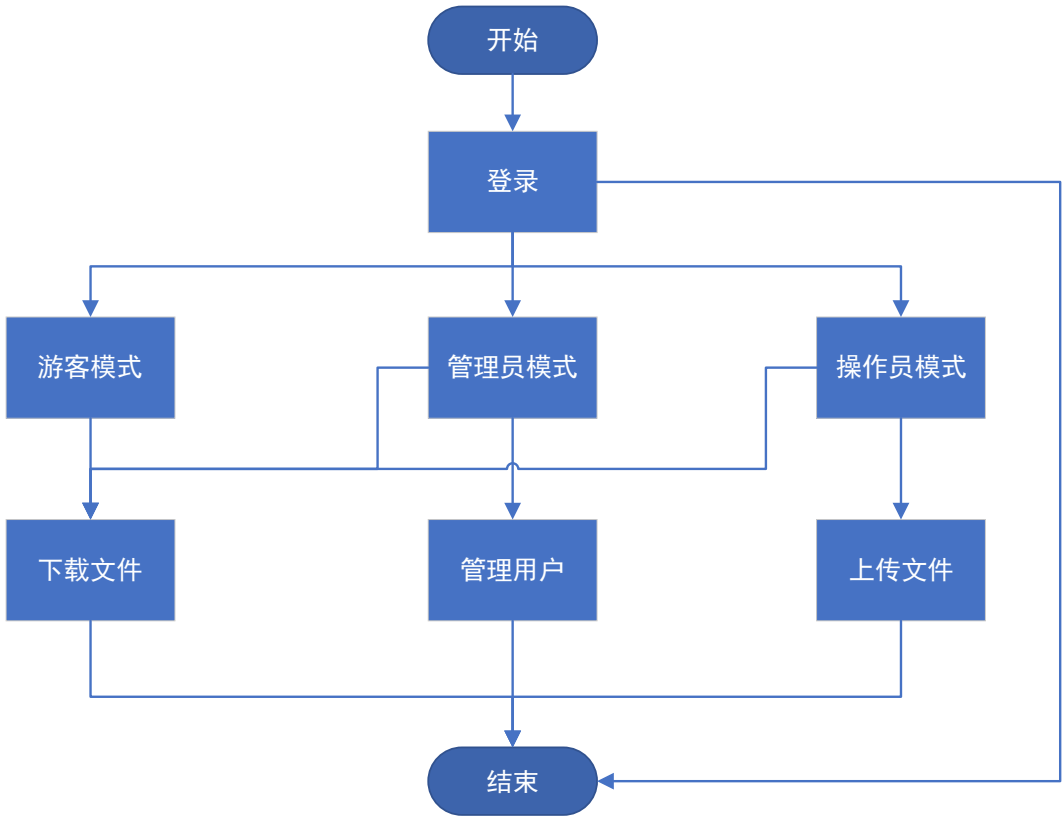 开始
登录
游客模式
管理员模式
操作员模式
下载文件
管理用户
上传文件
结束